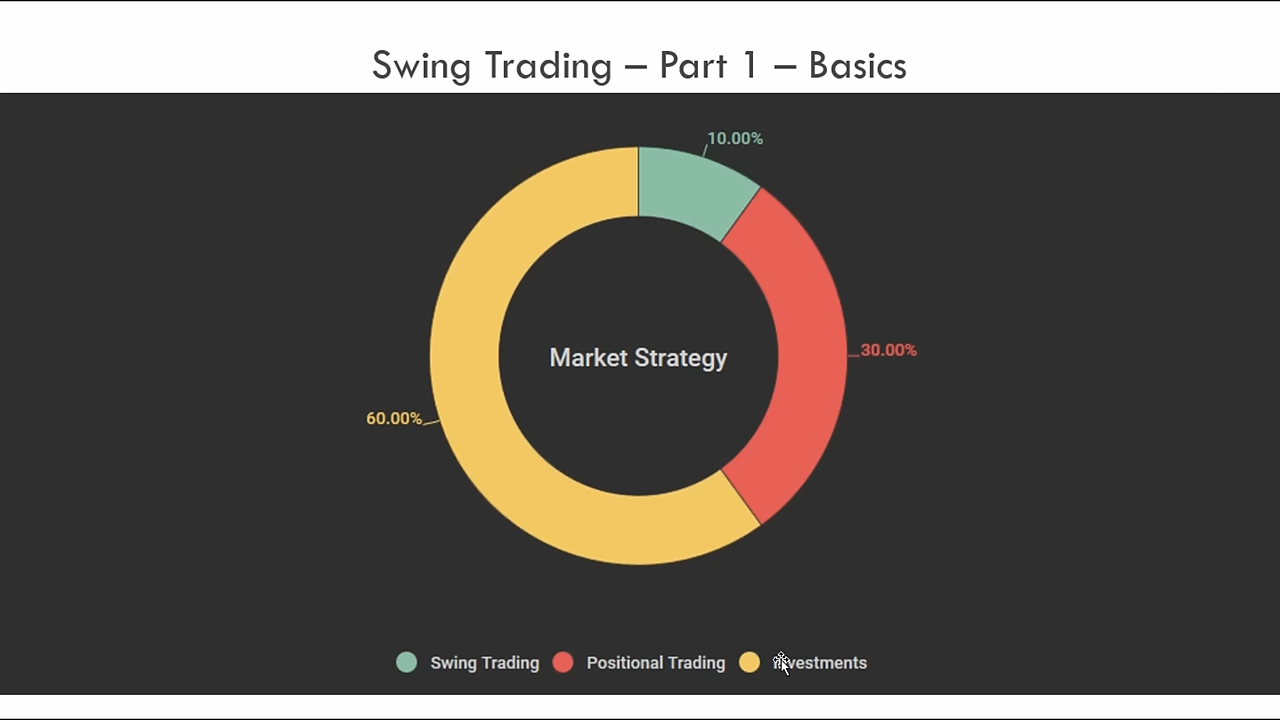 Swing Trading – Part 1 – Basics
10.00%
30.00%
Market Strategy
60.00%
Swing Trading Positional Trading Investments